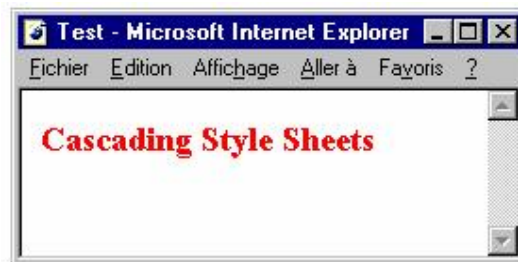 Test - Microsoft Internet Explorer
Fichier Edition Affichage Aller à Favoris ?
Cascading Style Sheets